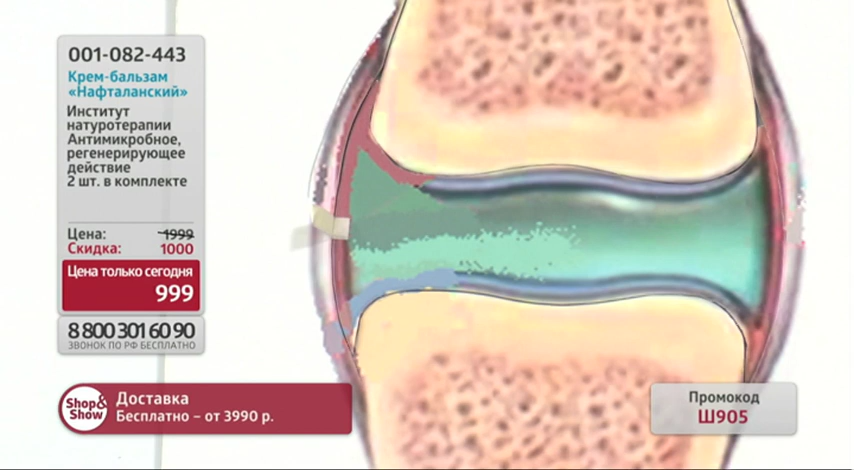 001-082-443
Крем-бальзам
«Нафталанский»
Институт
натуротерапии
Антимикробное,
регенерирующее
действие
2 шт. в комплекте
Цена: 1999
Скидка: 1000
Цена только сегодня
999
8 800 301 60 90
ЗВОНОК ПО РФ БЕСПЛАТНО
Shop&
Show
Доставка
Бесплатно – от 3990 р.
Промокод
Ш905